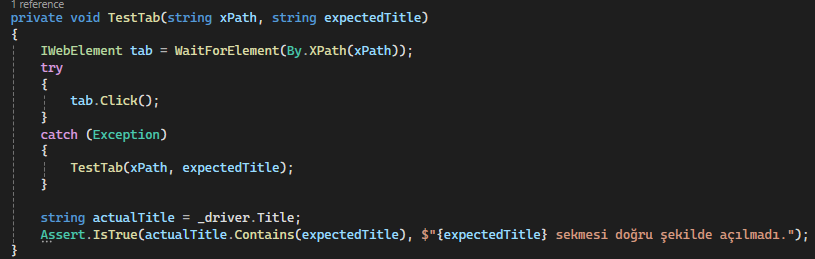 1 reference
private void TestTab(string xPath, string expectedTitle)
{
IWebElement tab = WaitForElement(By.XPath(xPath));
try
{
tab.Click();
}
catch (Exception)
{
TestTab(xPath, expectedTitle);
}
string actualTitle = _driver.Title;
Assert.IsTrue(actualTitle.Contains(expectedTitle), $"{expectedTitle} sekmesi doğru şekilde açılmadı.");
}